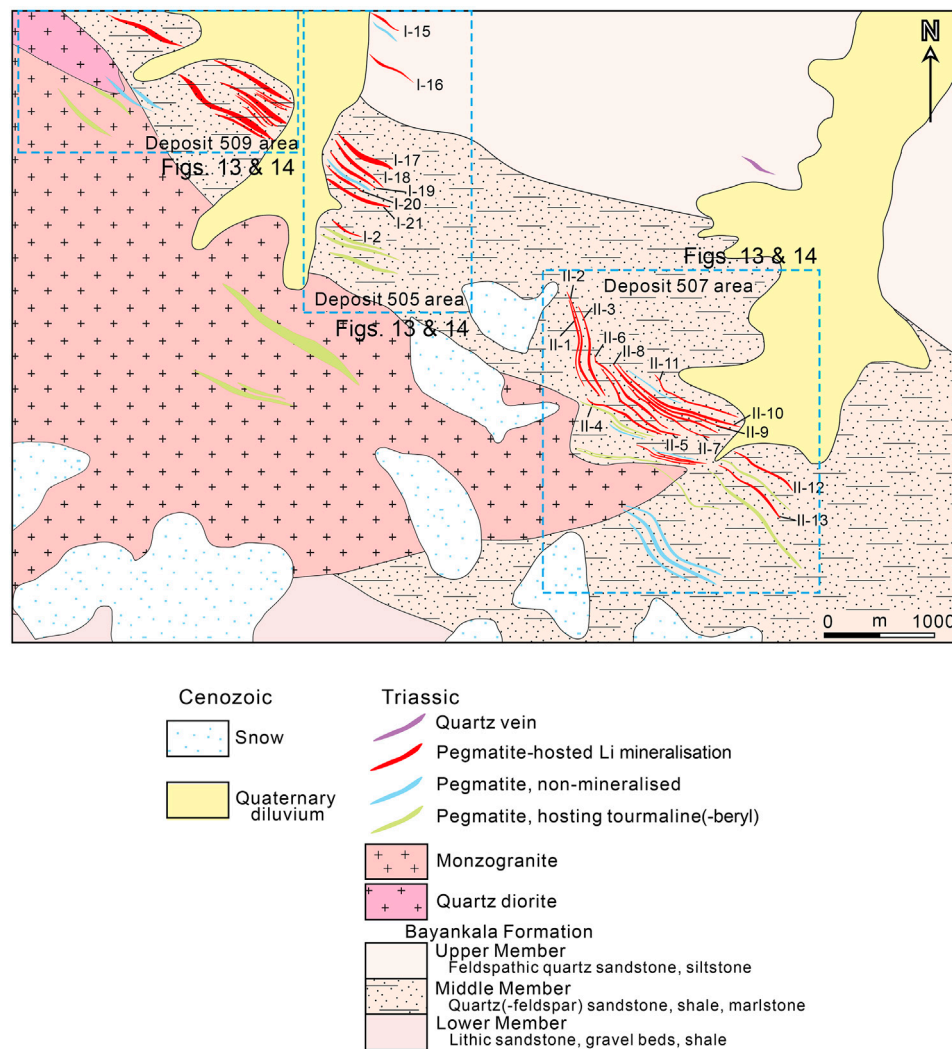 N
I-15
I-16
Deposit 509 area
Figs. 13 & 14
I-17
I-18
I-19
I-20
I-21
I-2
Deposit 505 area
Figs. 13 & 14
Figs. 13 & 14
Deposit 507 area
II-2
II-3
II-1
II-6
II-8
II-11
II-10
II-4
II-9
II-5
II-7
II-12
II-13
0 m 1000
Cenozoic
Snow
Quaternary
diluvium
Triassic
Quartz vein
Pegmatite-hosted Li mineralisation
Pegmatite, non-mineralised
Pegmatite, hosting tourmaline(-beryl)
Monzogranite
Quartz diorite
Bayankala Formation
Upper Member
Feldspathic quartz sandstone, siltstone
Middle Member
Quartz(-feldspar) sandstone, shale, marlstone
Lower Member
Lithic sandstone, gravel beds, shale